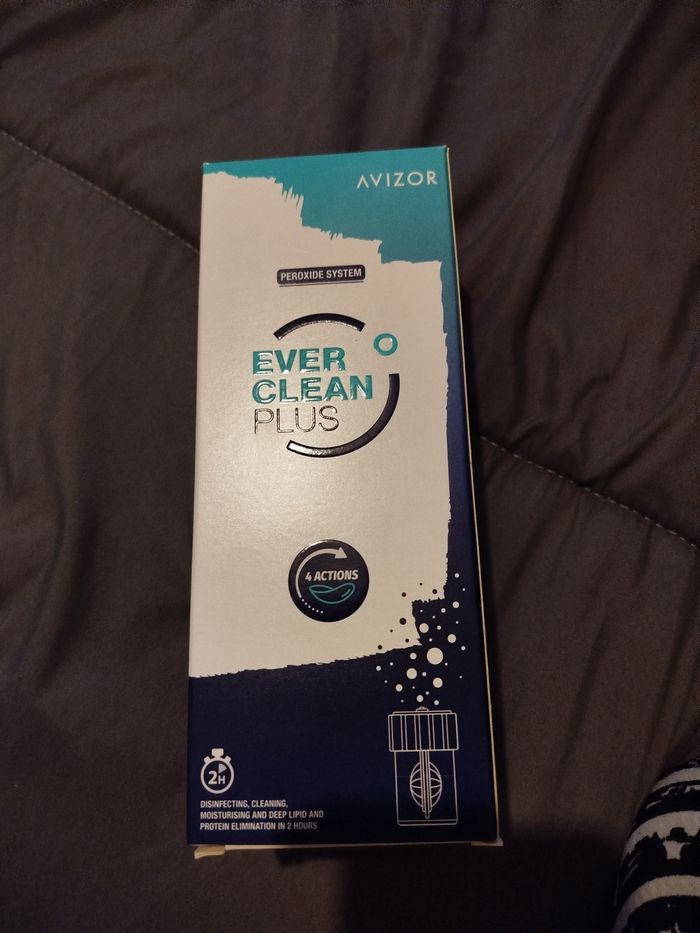 AVIZOR
PEROXIDE SYSTEM
EVER
CLEAN
PLUS
4 ACTIONS
2H
DISINFECTING, CLEANING,
MOISTURISING AND DEEP LIPID AND
PROTEIN ELIMINATION IN 2 HOURS